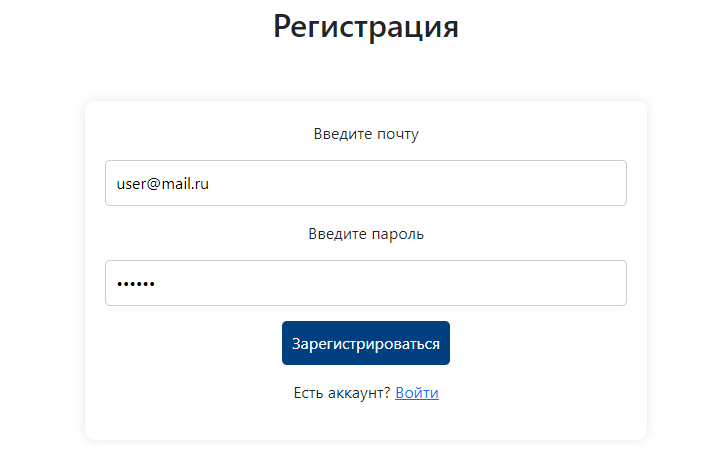 Регистрация
Введите почту
user@mail.ru
Введите пароль
••••••
Зарегистрироваться
Есть аккаунт? Войти